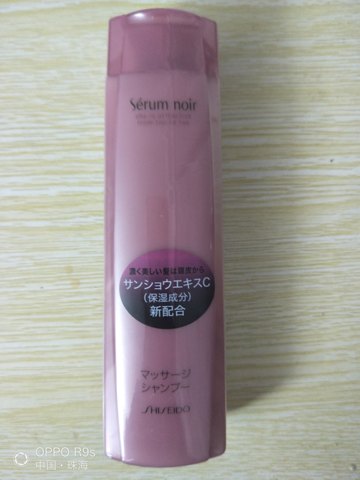 Sérum noir
濃く美しい髪は頭皮から
サンショウエキスC
(保湿成分)
新配合
マッサージ
シャンプー
SHISEIDO
OPPO R9s
中国·珠海